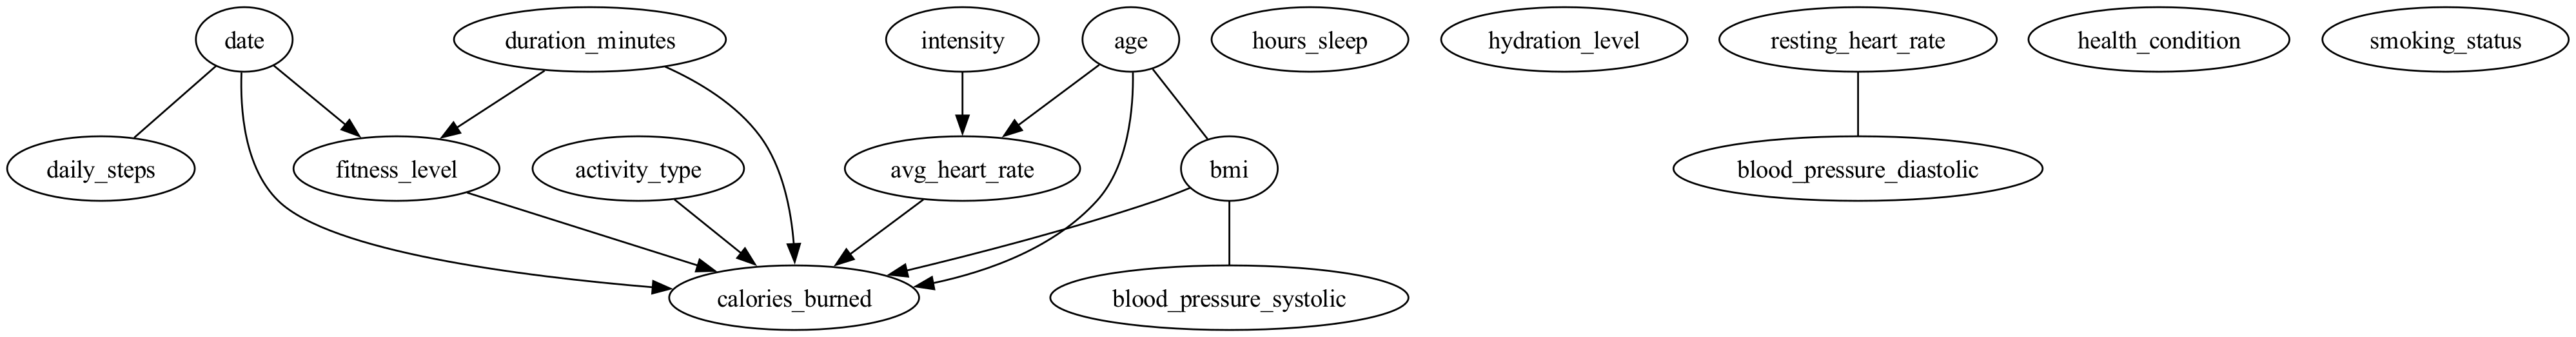 date
duration_minutes
intensity
age
hours_sleep
hydration_level
resting_heart_rate
health_condition
smoking_status
daily_steps
fitness_level
activity_type
avg_heart_rate
bmi
blood_pressure_diastolic
calories_burned
blood_pressure_systolic